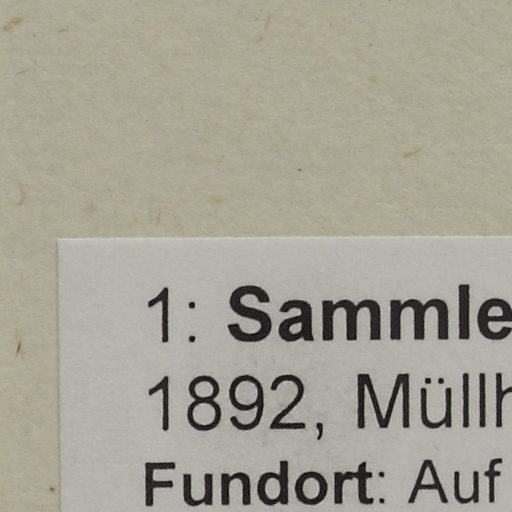 1: Sammle
1892, Müllh
Fundort: Auf